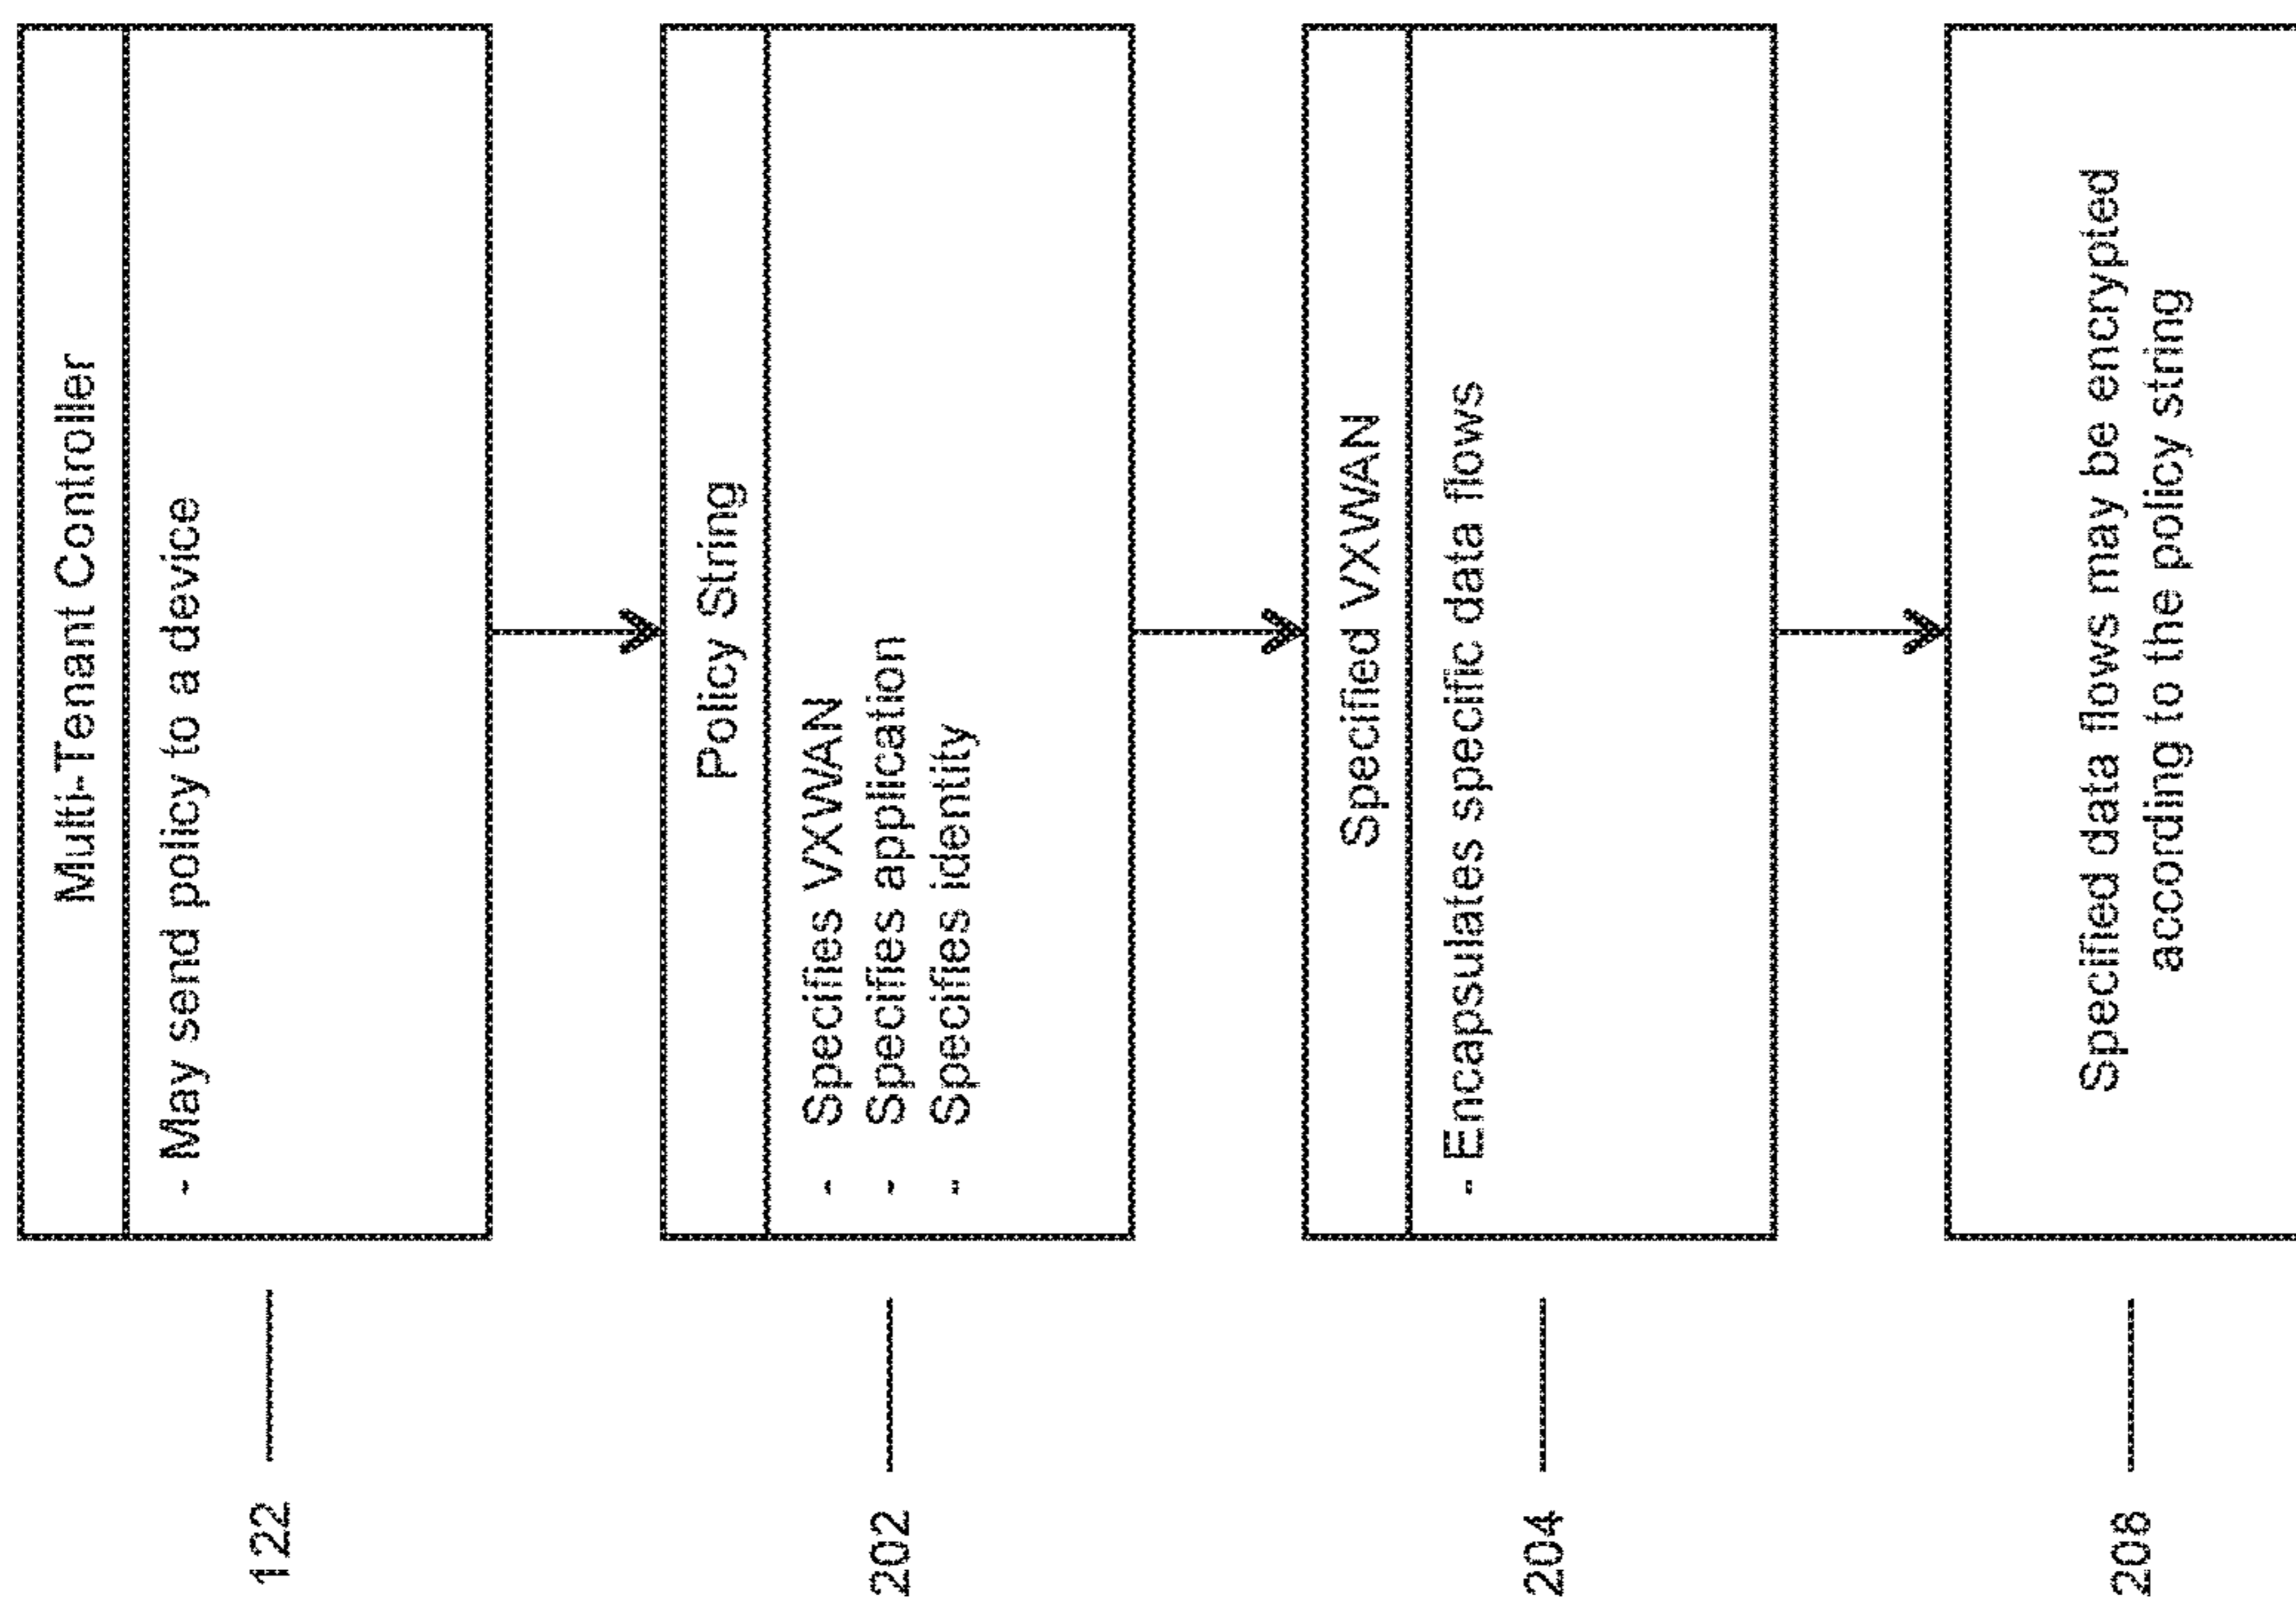 122
Multi-Tenant Controller
- May send policy to a device
202
Policy String
- Specifies VXWAN
- Specifies application
- Specifies identity
204
Specified VXWAN
- Encapsulates specific data flows
208
Specified data flows may be encrypted
according to the policy string